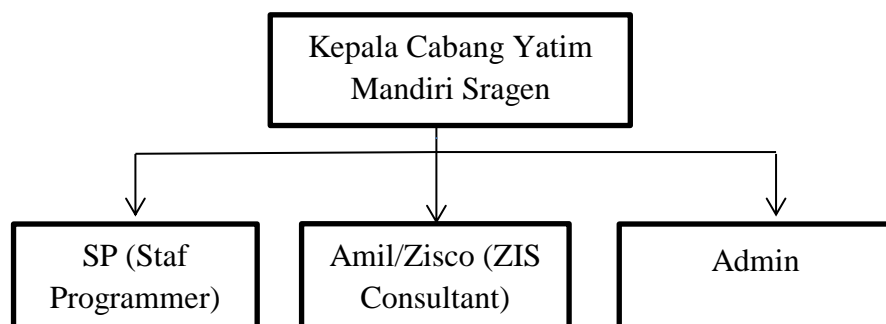 Kepala Cabang Yatim
Mandiri Sragen
SP (Staf
Programmer)
Amil/Zisco (ZIS
Consultant)
Admin